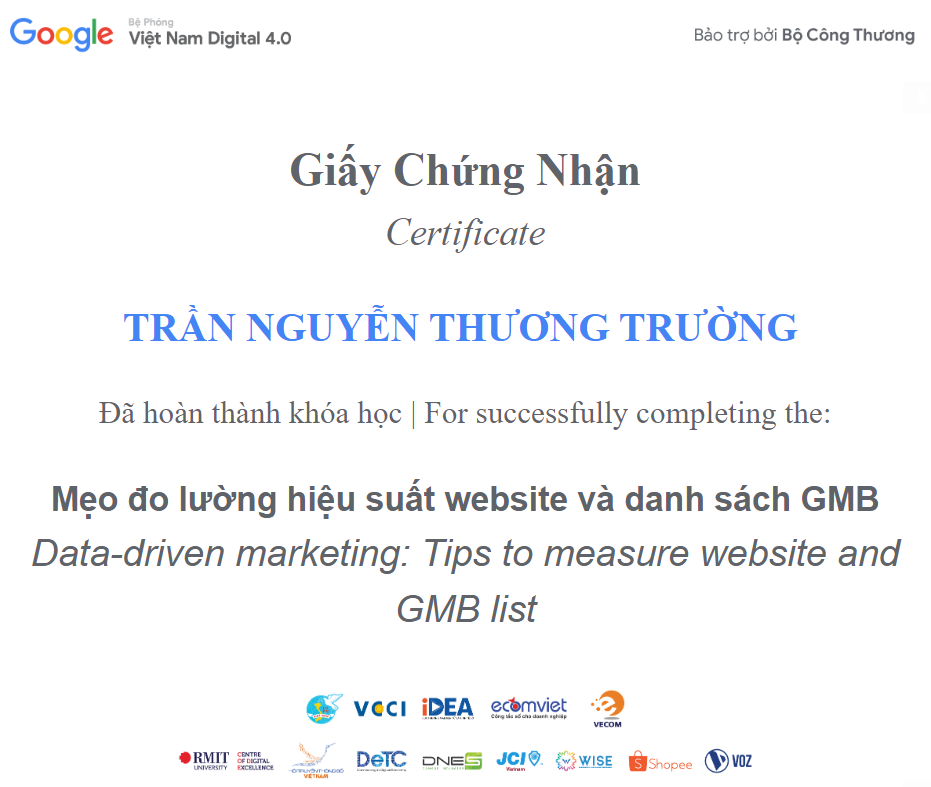 Google
Bệ Phóng
Việt Nam Digital 4.0
Bảo trợ bởi Bộ Công Thương
Giấy Chứng Nhận
Certificate
TRẦN NGUYỄN THƯƠNG TRƯỜNG
Đã hoàn thành khóa học | For successfully completing the:
Mẹo đo lường hiệu suất website và danh sách GMB
Data-driven marketing: Tips to measure website and
GMB list
VCCI
iDEA
ecomviet
Công tác số cho doanh nghiệp
VECOM
RMIT
UNIVERSITY
CENTRE
OF DIGITAL
EXCELLENCE
VIETNAM
DeTC
DNES
JCI
Vietnam
WISE
Shopee
VOZ